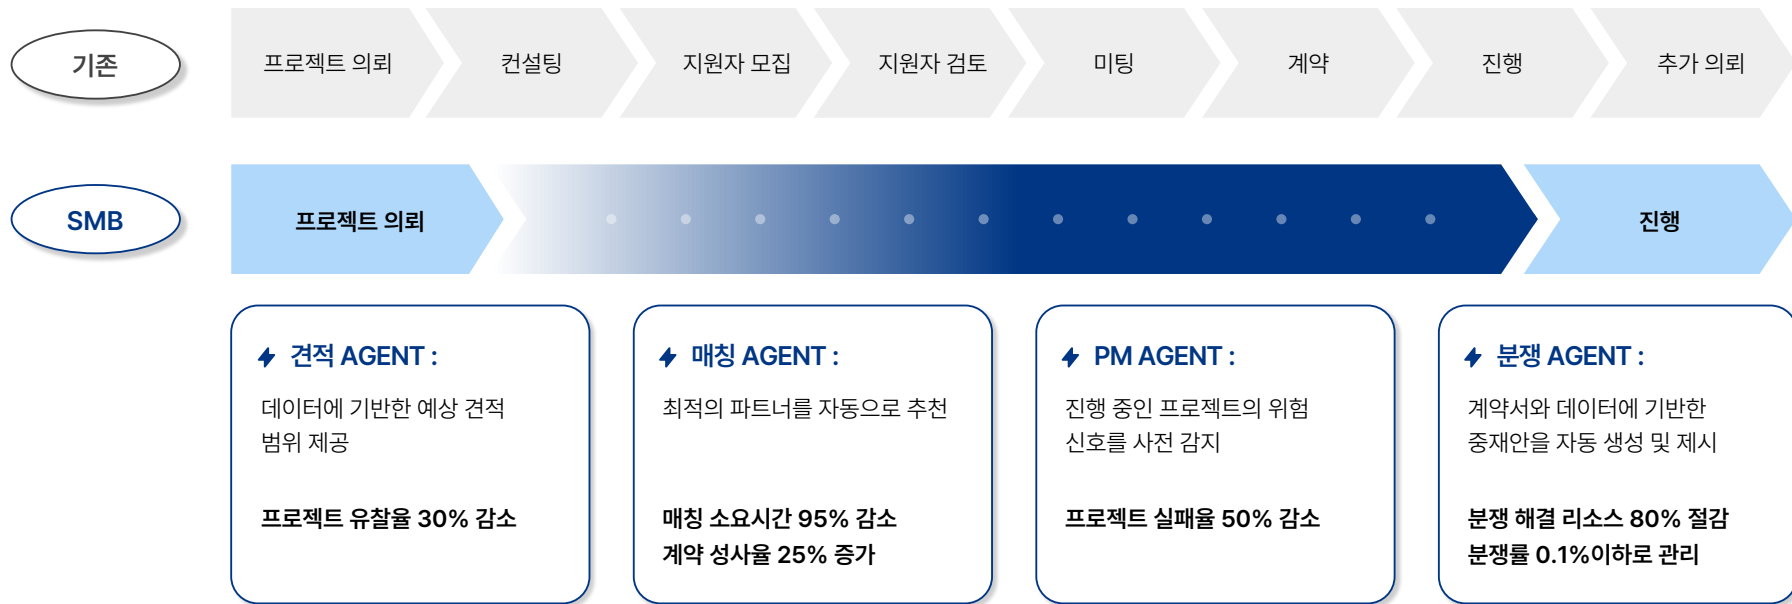 기존
프로젝트 의뢰
컨설팅
지원자 모집
지원자 검토
미팅
계약
진행
추가 의뢰
SMB
프로젝트 의뢰
진행
견적 AGENT :
데이터에 기반한 예상 견적
범위 제공
프로젝트 유찰율 30% 감소
매칭 AGENT :
최적의 파트너를 자동으로 추천
매칭 소요시간 95% 감소
계약 성사율 25% 증가
PM AGENT :
진행 중인 프로젝트의 위험
신호를 사전 감지
프로젝트 실패율 50% 감소
분쟁 AGENT :
계약서와 데이터에 기반한
중재안을 자동 생성 및 제시
분쟁 해결 리소스 80% 절감
분쟁률 0.1%이하로 관리